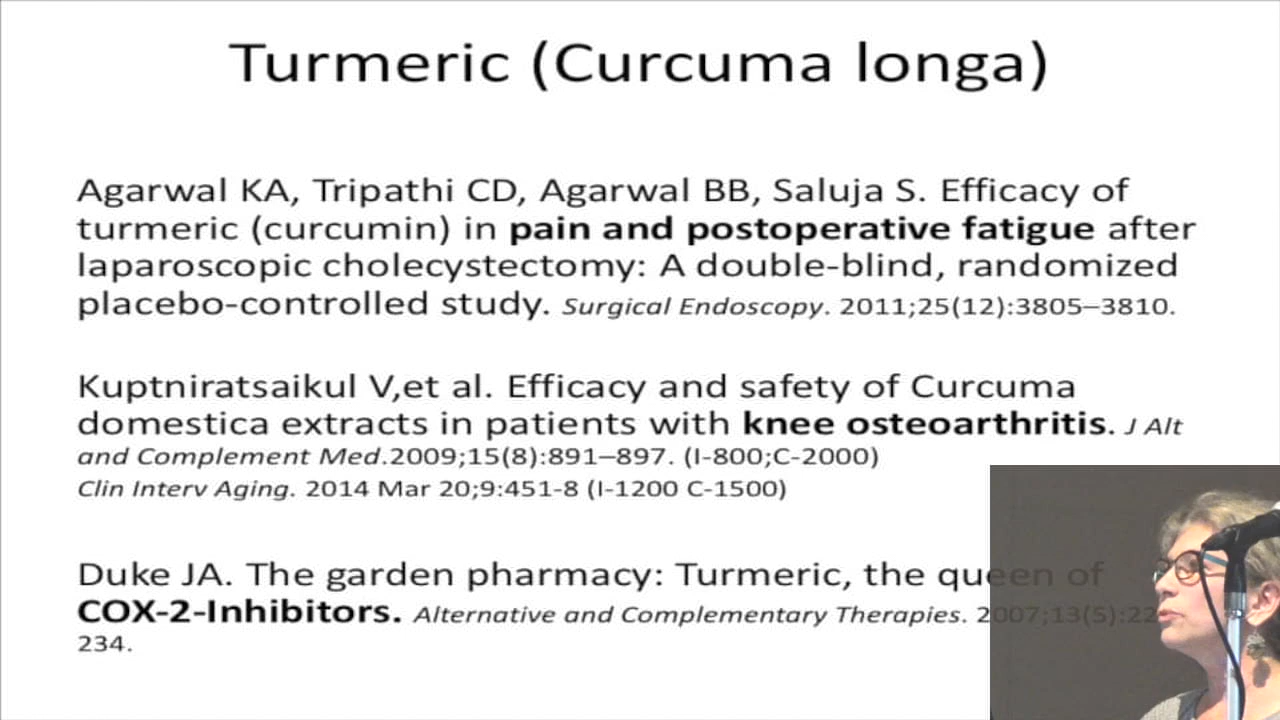 Turmeric (Curcuma longa)
Agarwal KA, Tripathi CD, Agarwal BB, Saluja S. Efficacy of
turmeric (curcumin) in pain and postoperative fatigue after
laparoscopic cholecystectomy: A double-blind, randomized
placebo-controlled study. Surgical Endoscopy. 2011;25(12):3805–3810.
Kuptniratsaikul V,et al. Efficacy and safety of Curcuma
domestica extracts in patients with knee osteoarthritis. J Alt
and Complement Med.2009;15(8):891–897. (I-800;C-2000)
Clin Interv Aging. 2014 Mar 20;9:451-8 (I-1200 C-1500)
Duke JA. The garden pharmacy: Turmeric, the queen of
COX-2-Inhibitors. Alternative and Complementary Therapies.
234.